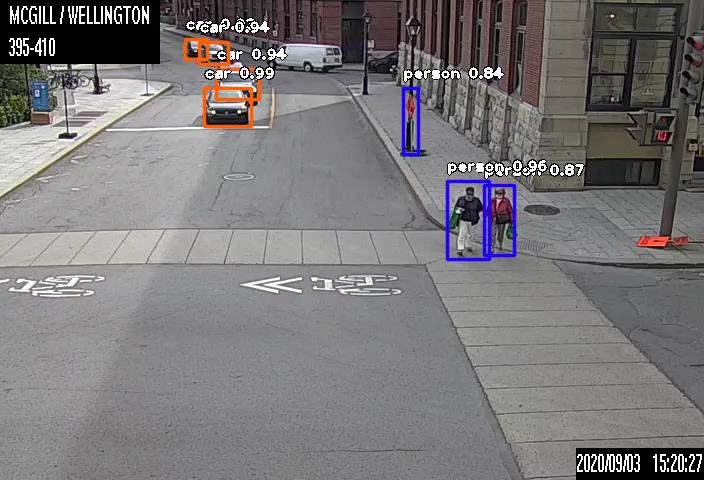 MCGILL / WELLINGTON
395-410
car 0.94
car 0.94
car 0.99
person 0.84
person 0.96
0.87
2020/09/03 15:20:27